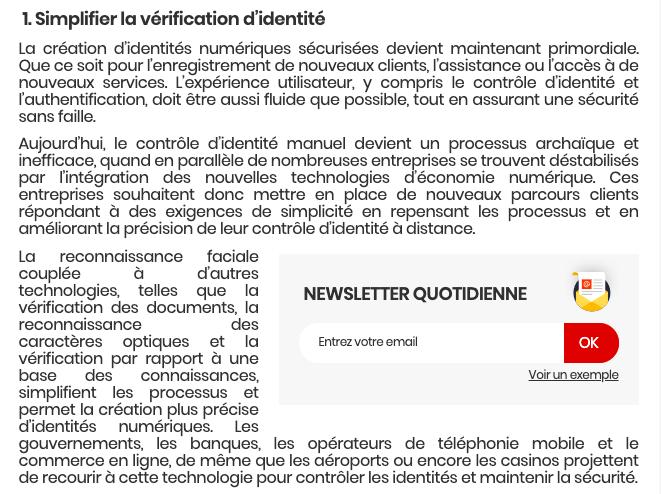 1. Simplifier la vérification d’identité
La création d’identités numériques sécurisées devient maintenant primordiale.
Que ce soit pour l’enregistrement de nouveaux clients, l’assistance ou l’accès à de
nouveaux services. L’expérience utilisateur, y compris le contrôle d’identité et
l’authentification, doit être aussi fluide que possible, tout en assurant une sécurité
sans faille.
Aujourd’hui, le contrôle d’identité manuel devient un processus archaïque et
inefficace, quand en parallèle de nombreuses entreprises se trouvent déstabilisés
par l’intégration des nouvelles technologies d’économie numérique. Ces
entreprises souhaitent donc mettre en place de nouveaux parcours clients
répondant à des exigences de simplicité en repensant les processus et en
améliorant la précision de leur contrôle d’identité à distance.
La reconnaissance faciale
couplée à d’autres
technologies, telles que la
vérification des documents, la
reconnaissance des
caractères optiques et la
vérification par rapport à une
base des connaissances,
simplifient les processus et
permet la création plus précise
d’identités numériques. Les
gouvernements, les banques, les opérateurs de téléphonie mobile et le
commerce en ligne, de même que les aéroports ou encore les casinos projettent
de recourir à cette technologie pour contrôler les identités et maintenir la sécurité.
NEWSLETTER QUOTIDIENNE
Entrez votre email
OK
Voir un exemple